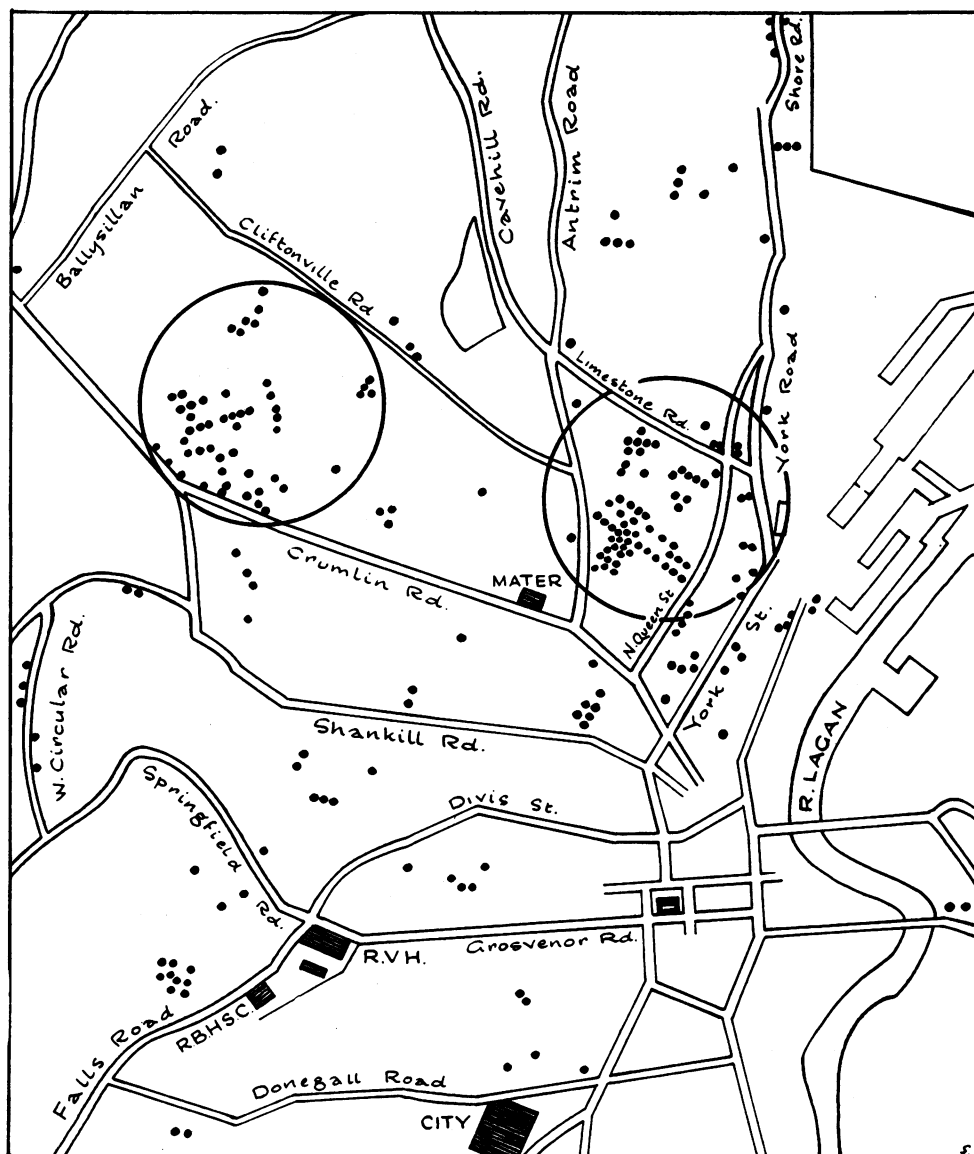 Shore Rd.
Road.
Cavehill Rd.
Antrim Road
Ballysillan
Cliftonville Rd
Limestone Rd.
York Road
Crumlin Rd.
MATER
N. Queen St
York St.
W. Circular Rd.
Shankill Rd.
R. LAGAN
Springfield Rd.
Divis St.
Grosvenor Rd.
R.V.H.
R.B.H.S.C.
Falls Road
Donegall Road
CITY